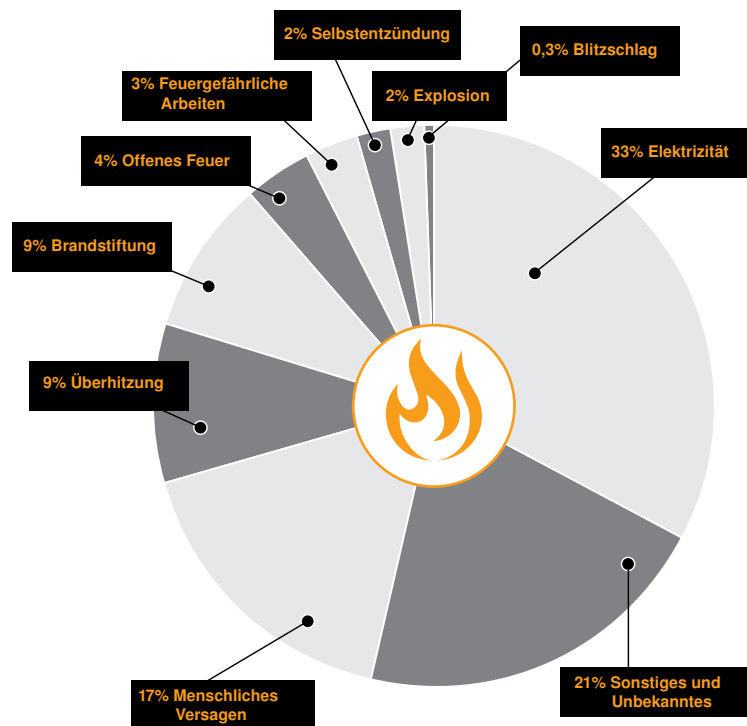 2% Selbstentzündung
0,3% Blitzschlag
3% Feuergefährliche
Arbeiten
2% Explosion
4% Offenes Feuer
33% Elektrizität
9% Brandstiftung
9% Überhitzung
17% Menschliches
Versagen
21% Sonstiges und
Unbekanntes